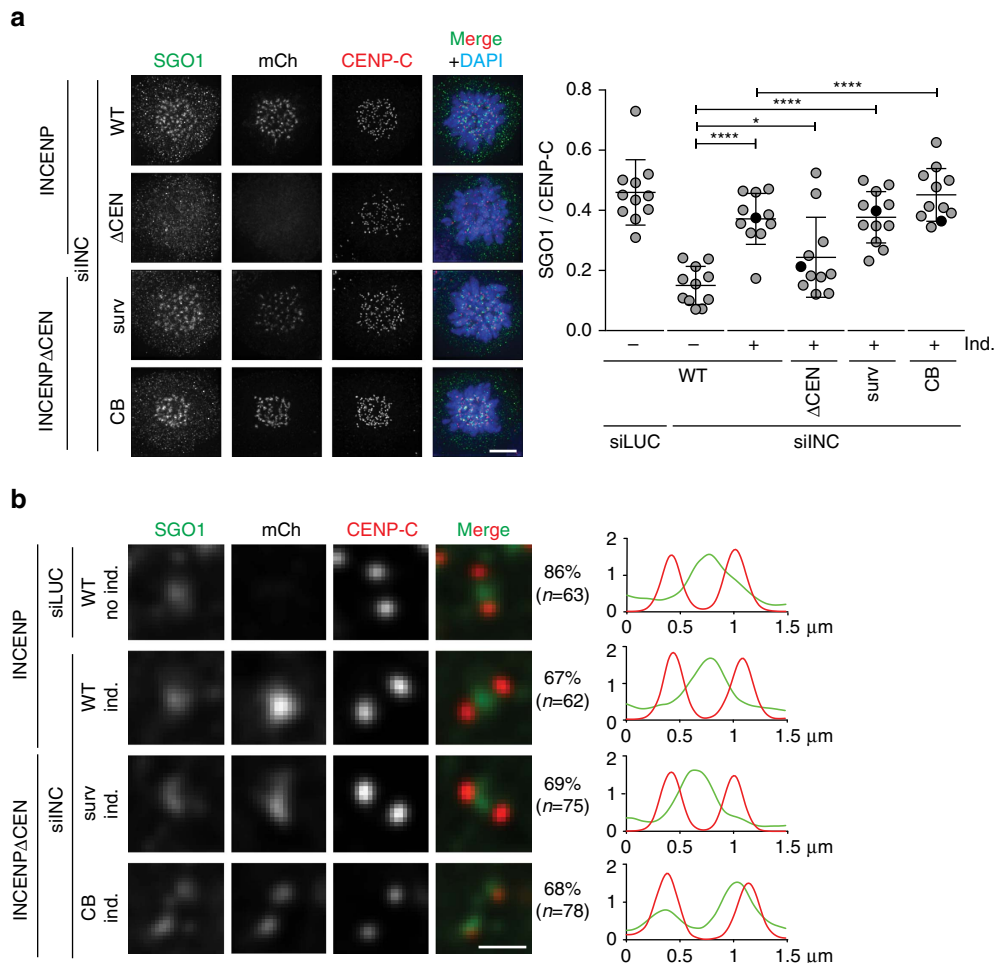 a
SGO1 mCh CENP-C Merge
+DAPI
INCENP
INCENPΔCEN
siINC
WT
ΔCEN
surv
CB
SGO1 / CENP-C
0.8
0.6
0.4
0.2
0.0
****
****
*
****
– – + + + + Ind.
WT ΔCEN surv CB
siLUC siINC
b
SGO1 mCh CENP-C Merge
INCENP
INCENPΔCEN
siLUC
siINC
WT
no ind.
WT
ind.
surv
ind.
CB
ind.
86%
(n=63)
2
1
0
0 0.5 1 1.5 μm
67%
(n=62)
2
1
0
0 0.5 1 1.5 μm
69%
(n=75)
2
1
0
0 0.5 1 1.5 μm
68%
(n=78)
2
1
0
0 0.5 1 1.5 μm